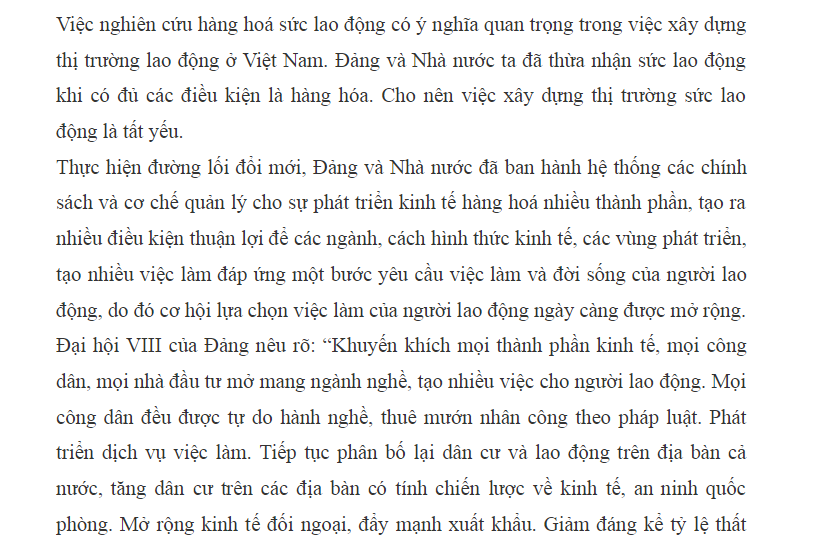 Việc nghiên cứu hàng hoá sức lao động có ý nghĩa quan trọng trong việc xây dựng
thị trường lao động ở Việt Nam. Đảng và Nhà nước ta đã thừa nhận sức lao động
khi có đủ các điều kiện là hàng hóa. Cho nên việc xây dựng thị trường sức lao
động là tất yếu.
Thực hiện đường lối đổi mới, Đảng và Nhà nước đã ban hành hệ thống các chính
sách và cơ chế quản lý cho sự phát triển kinh tế hàng hoá nhiều thành phần, tạo ra
nhiều điều kiện thuận lợi để các ngành, cách hình thức kinh tế, các vùng phát triển,
tạo nhiều việc làm đáp ứng một bước yêu cầu việc làm và đời sống của người lao
động, do đó cơ hội lựa chọn việc làm của người lao động ngày càng được mở rộng.
Đại hội VIII của Đảng nêu rõ: “Khuyến khích mọi thành phần kinh tế, mọi công
dân, mọi nhà đầu tư mở mang ngành nghề, tạo nhiều việc cho người lao động. Mọi
công dân đều được tự do hành nghề, thuê mướn nhân công theo pháp luật. Phát
triển dịch vụ việc làm. Tiếp tục phân bố lại dân cư và lao động trên địa bàn cả
nước, tăng dân cư trên các địa bàn có tính chiến lược về kinh tế, an ninh quốc
phòng. Mở rộng kinh tế đối ngoại, đẩy mạnh xuất khẩu. Giảm đáng kể tỷ lệ thất